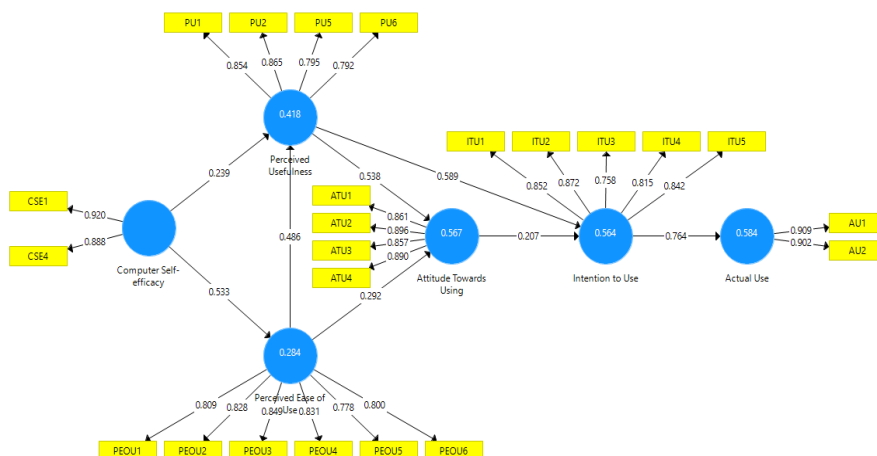 PU1 PU2 PU5 PU6
0.854 0.865 0.795 0.792
0.418
Perceived
Usefulness
ITU1 ITU2 ITU3 ITU4 ITU5
0.852 0.872 0.758 0.815 0.842
0.239
0.538
0.589
CSE1
CSE4
0.920
0.888
Computer Self-
efficacy
0.486
0.533
ATU1
ATU2
ATU3
ATU4
0.861
0.896
0.857
0.890
0.567
Attitude Towards
Using
0.207
0.564
Intention to Use
0.764
0.584
Actual Use
0.909
0.902
AU1
AU2
0.292
0.284
Perceived Ease of
Use
0.809 0.828 0.849 0.831 0.778 0.800
PEOU1 PEOU2 PEOU3 PEOU4 PEOU5 PEOU6